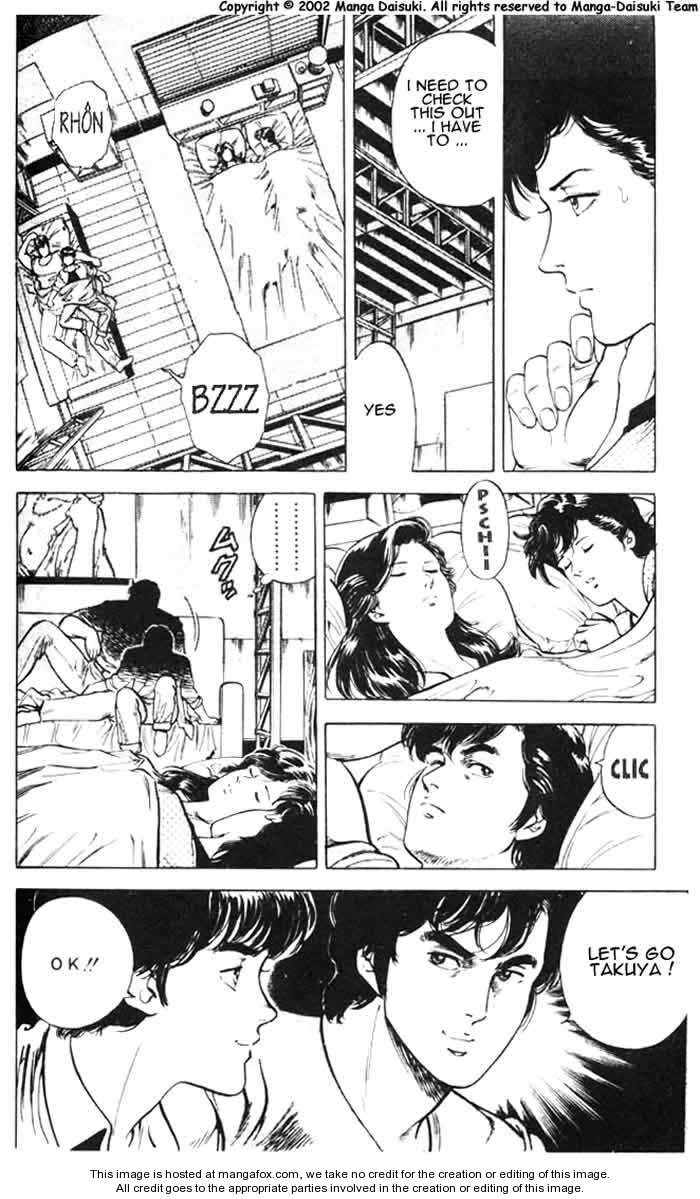 Copyright © 2002 Manga Daisuki. All rights reserved to Manga-Daisuki Team
RHÔN
BZZZ
I NEED TO
CHECK
THIS OUT
... I HAVE
TO ...
YES
.........
.........
ムクッ
PSCHII
CLIC
OK!!
LET'S GO
TAKUYA!
This image is hosted at mangafox.com, we take no credit for the creation or editing of this image.
All credit goes to the appropriate parties involved in the creation or editing of this image.